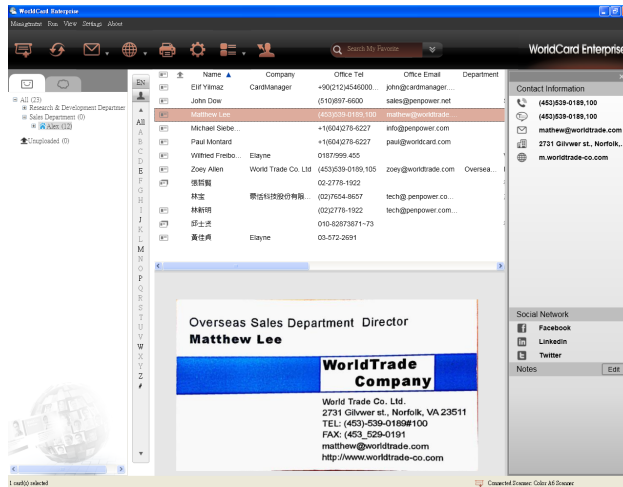 WorldCard Enterprise
Management Run View Settings About
Search My Favorite
WorldCard Enterprise
All (23)
Research & Development Departmer
Sales Department (0)
Alex (12)
Unuploaded (0)
EN
All
A
B
C
D
E
F
G
H
I
J
K
L
M
N
O
P
Q
R
S
T
U
V
W
X
Y
Z
#
Name Company Office Tel Office Email Department
Elif Yilmaz CardManager +90(212)4546000... john@cardmanager....
John Dow (510)897-6600 sales@penpower.net
Matthew Lee (453)539-0189,100 mathew@worldtrade....
Michael Siebe... +1(604)278-6227 info@penpower.com
Paul Montard +1(604)278-6227 paul@worldcard.com
Wilfried Freibo... Elayne 0187/999.455
Zoey Allen World Trade Co. Ltd (453)539-0189,105 zoey@worldtrade.com Oversea...
張哲豪 02-2778-1922
林宝 蒙恬科技股份有限... (02)7654-8657 tech@.penpower.co...
林新明 (02)2778-1922 tech@penpower.com...
邱士 010-82873871~73
黃佳貞 Elayne 03-572-2691
Contact Information
(453)539-0189,100
(453)539-0189,100
mathew@worldtrade.com
2731 Gilvwer st., Norfolk,..
m.worldtrade-co.com
Social Network
Facebook
LinkedIn
Twitter
Notes Edit
Overseas Sales Department Director
Matthew Lee
WorldTrade
Company
World Trade Co. Ltd.
2731 Gilvwer st., Norfolk, VA 23511
TEL: (453)-539-0189#100
FAX: (453_529-0191
matthew@worldtrade.com
http://www.worldtrade-co.com
1 card(s) selected
Connected Scanner: Color A6 Scanner